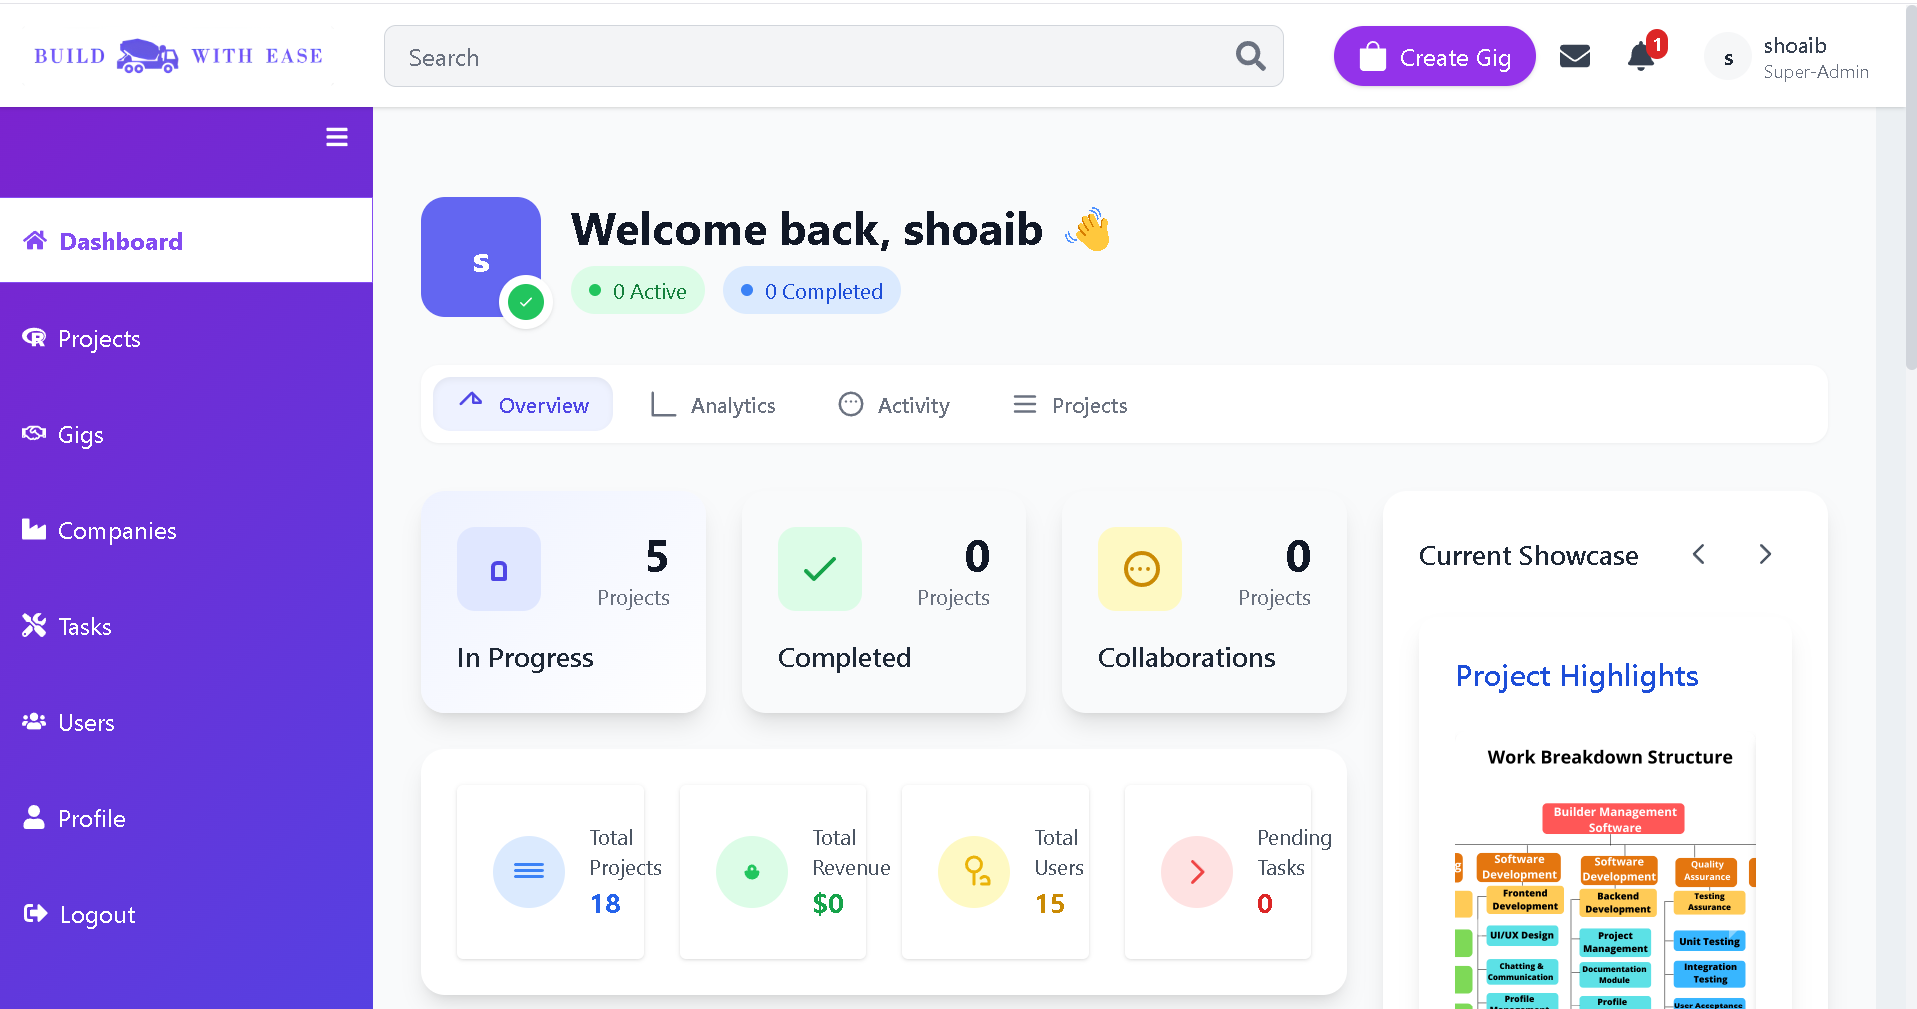 BUILD WITH EASE
Search
Create Gig
1
s
shoaib
Super-Admin
Dashboard
Projects
Gigs
Companies
Tasks
Users
Profile
Logout
s
Welcome back, shoaib 👋
0 Active
0 Completed
Overview
Analytics
Activity
Projects
5
Projects
In Progress
0
Projects
Completed
0
Projects
Collaborations
Total
Projects
18
Total
Revenue
$0
Total
Users
15
Pending
Tasks
0
Current Showcase
Project Highlights
Work Breakdown Structure
Builder Management
Software
Software
Development
Software
Development
Quality
Assurance
Frontend
Development
Backend
Development
Testing
Assurance
UI/UX Design
Project
Management
Unit Testing
Chatting &
Communication
Documentation
Module
Integration
Testing
Profile
Management
Profile
User Acceptance